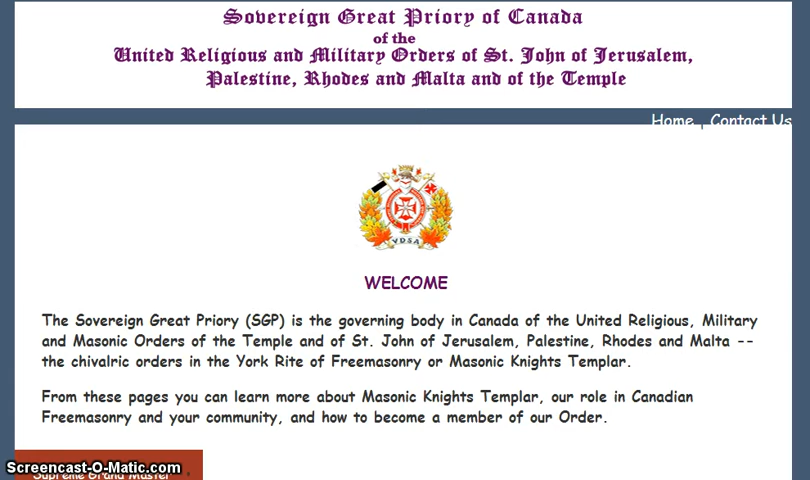 Sovereign Great Priory of Canada
of the
United Religious and Military Orders of St. John of Jerusalem,
Palestine, Rhodes and Malta and of the Temple
Home | Contact Us
VDSA
WELCOME
The Sovereign Great Priory (SGP) is the governing body in Canada of the United Religious, Military
and Masonic Orders of the Temple and of St. John of Jerusalem, Palestine, Rhodes and Malta --
the chivalric orders in the York Rite of Freemasonry or Masonic Knights Templar.
From these pages you can learn more about Masonic Knights Templar, our role in Canadian
Freemasonry and your community, and how to become a member of our Order.
Screencast-O-Matic.com
Supreme Grand Master